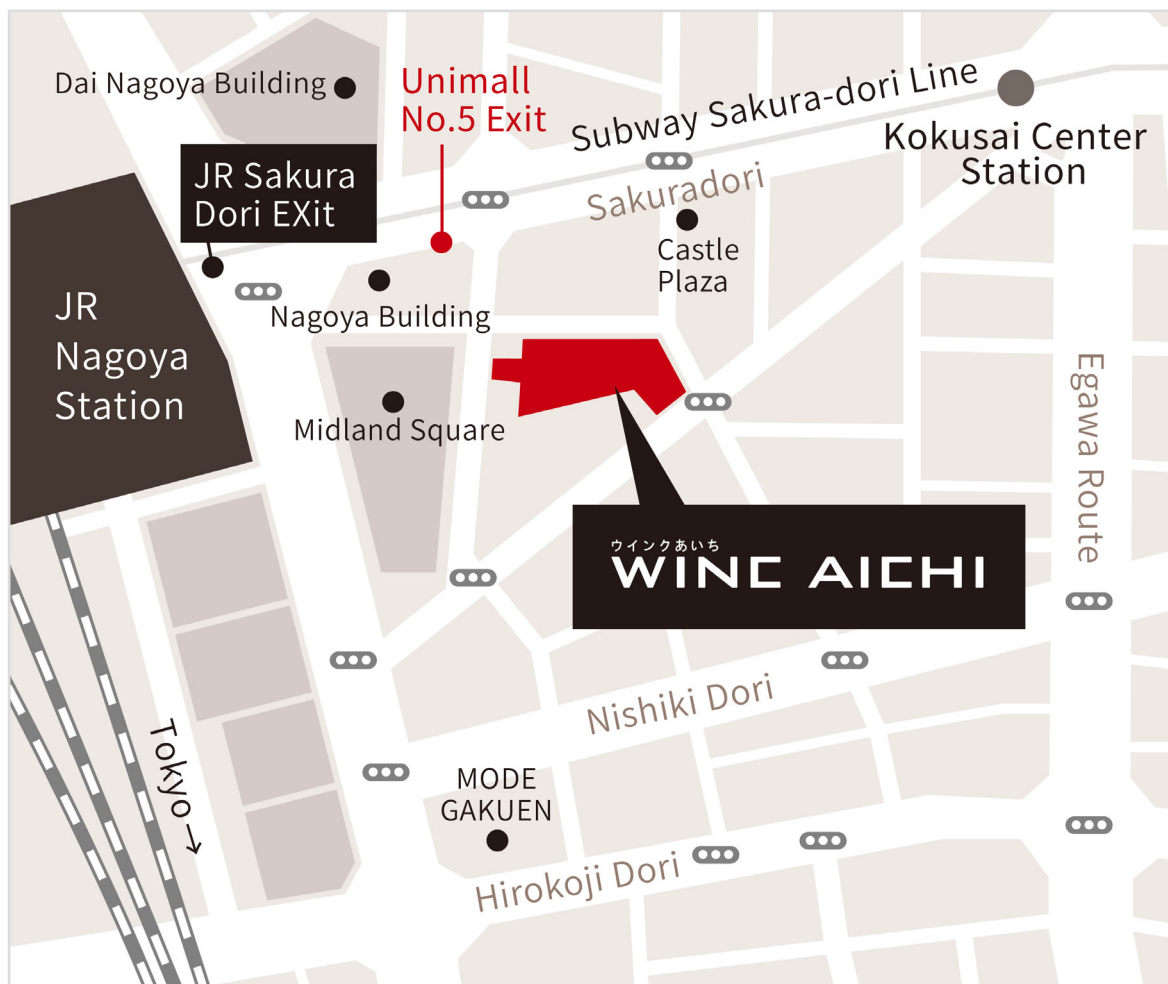 Dai Nagoya Building
Unimall
No.5 Exit
Subway Sakura-dori Line
Kokusai Center
Station
JR Sakura
Dori EXit
Sakuradori
Castle
Plaza
Nagoya Building
JR
Nagoya
Station
Midland Square
Egawa Route
ウインクあいち
WINC AICHI
Nishiki Dori
Tokyo→
MODE
GAKUEN
Hirokoji Dori